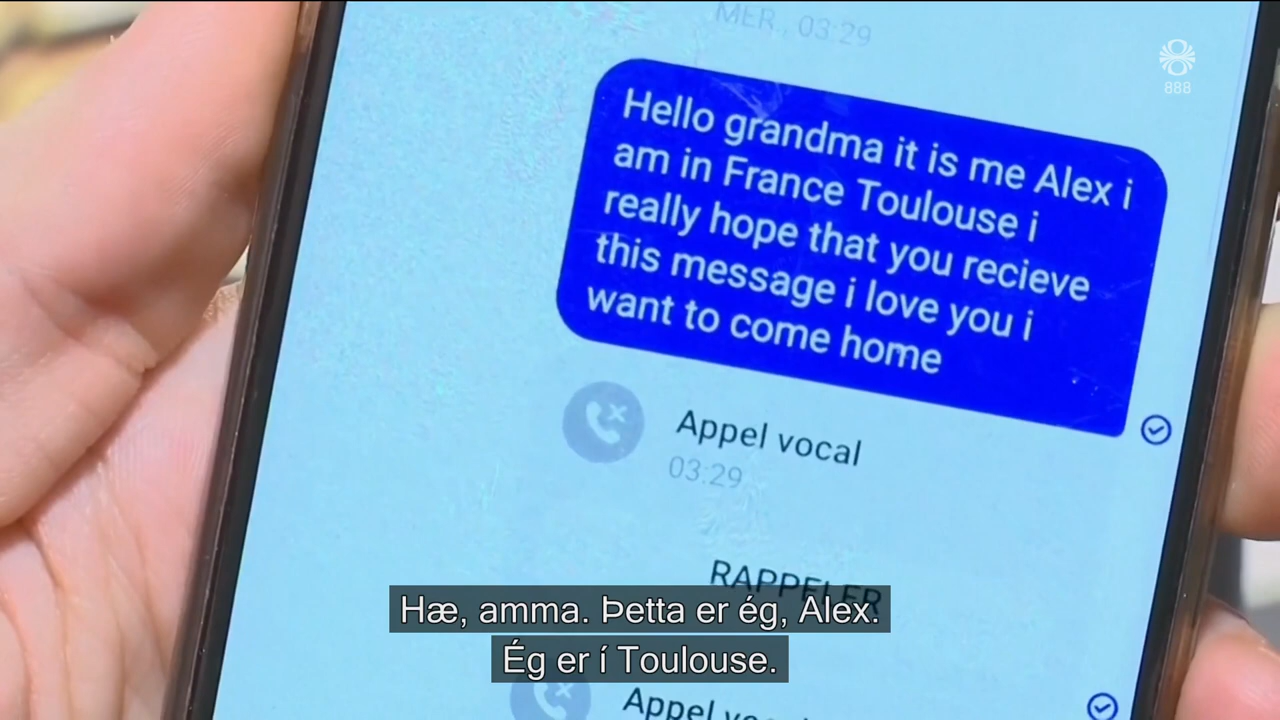 MER., 03:29
888
Hello grandma it is me Alex i
am in France Toulouse i
really hope that you recieve
this message i love you i
want to come home
Appel vocal
03:29
RAPPELER
Hæ, amma. Þetta er ég, Alex.
Ég er í Toulouse.
Appel